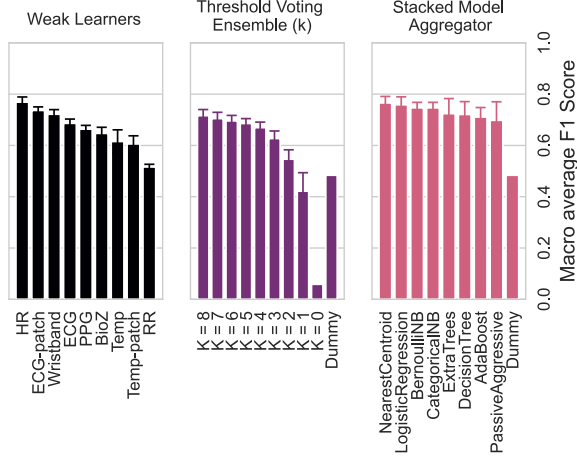 Weak Learners
Threshold Voting
Ensemble (k)
Stacked Model
Aggregator
HR
ECG-patch
Wristband
ECG
PPG
BioZ
Temp
Temp-patch
RR
K = 8
K = 7
K = 6
K = 5
K = 4
K = 3
K = 2
K = 1
K = 0
Dummy
NearestCentroid
LogisticRegression
BernoulliNB
CategoricalNB
ExtraTrees
DecisionTree
AdaBoost
PassiveAggressive
Dummy
1.0
0.8
0.6
0.4
0.2
0.0
Macro average F1 Score